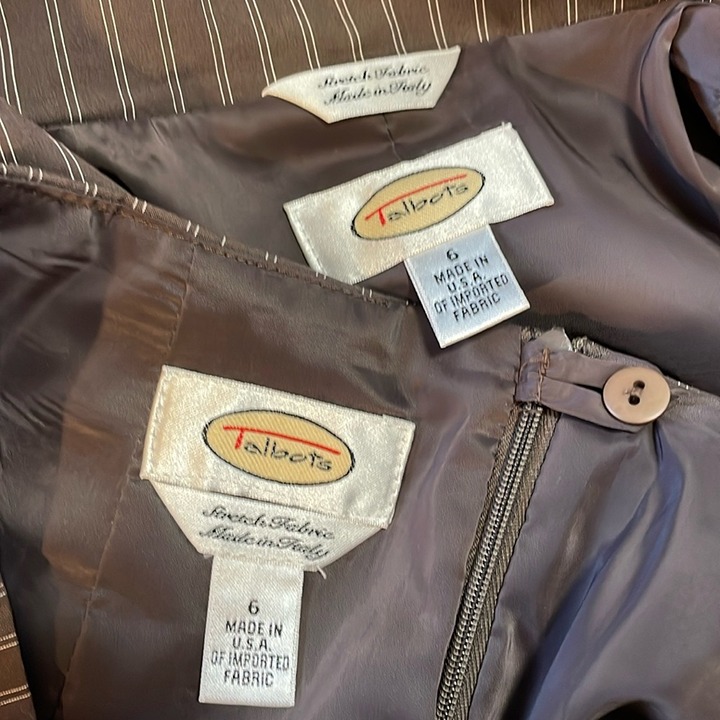 Stretch Fabric
Made in Italy
Talbots
6
MADE IN
U.S.A.
OF IMPORTED
FABRIC
Talbots
Stretch Fabric
Made in Italy
6
MADE IN
U.S.A.
OF IMPORTED
FABRIC